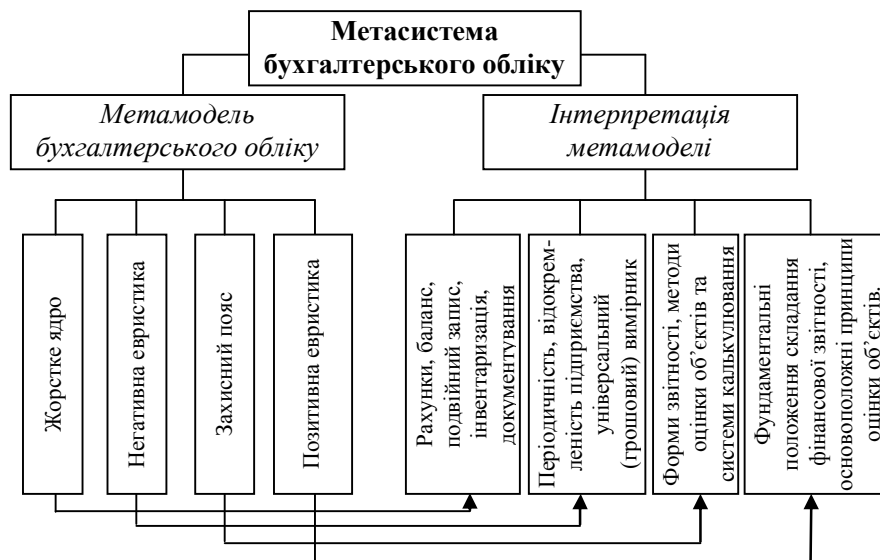 Метасистема
бухгалтерського обліку
Метамодель
бухгалтерського обліку
Інтерпретація
метамоделі
Жорстке ядро
Негативна евристика
Захисний пояс
Позитивна евристика
Рахунки, баланс,
подвійний запис,
інвентаризація,
документування
Періодичність, відокрем-
леність підприємства,
універсальний
(грошовий) вимірник
Форми звітності, методи
оцінки об’єктів та
системи калькулювання
Фундаментальні
положення складання
фінансової звітності,
основоположні принципи
оцінки об’єктів.